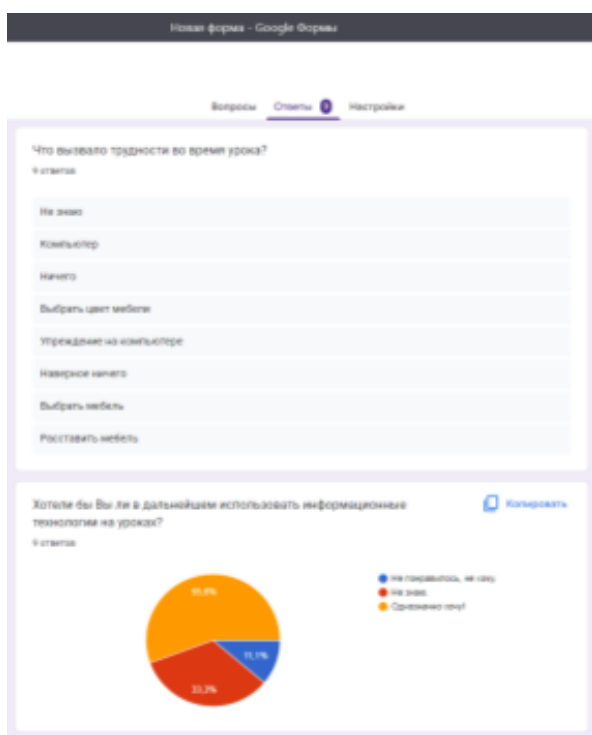 Новая форма - Google Формы
Вопросы Ответы 9 Настройки
Что вызвало трудности во время урока?
9 ответов
Не знаю
Компьютер
Ничего
Выбрать цвет мебели
на компьютере
Наверное ничего
Выбрать мебель
Расставить мебель
Хотели бы Вы ли в дальнейшем использовать информационные
технологии на уроках?
Копировать
9 ответов
Не понравилось, не хочу.
Не знаю.
Однозначно хочу!
55,6%
11,1%
33,3%